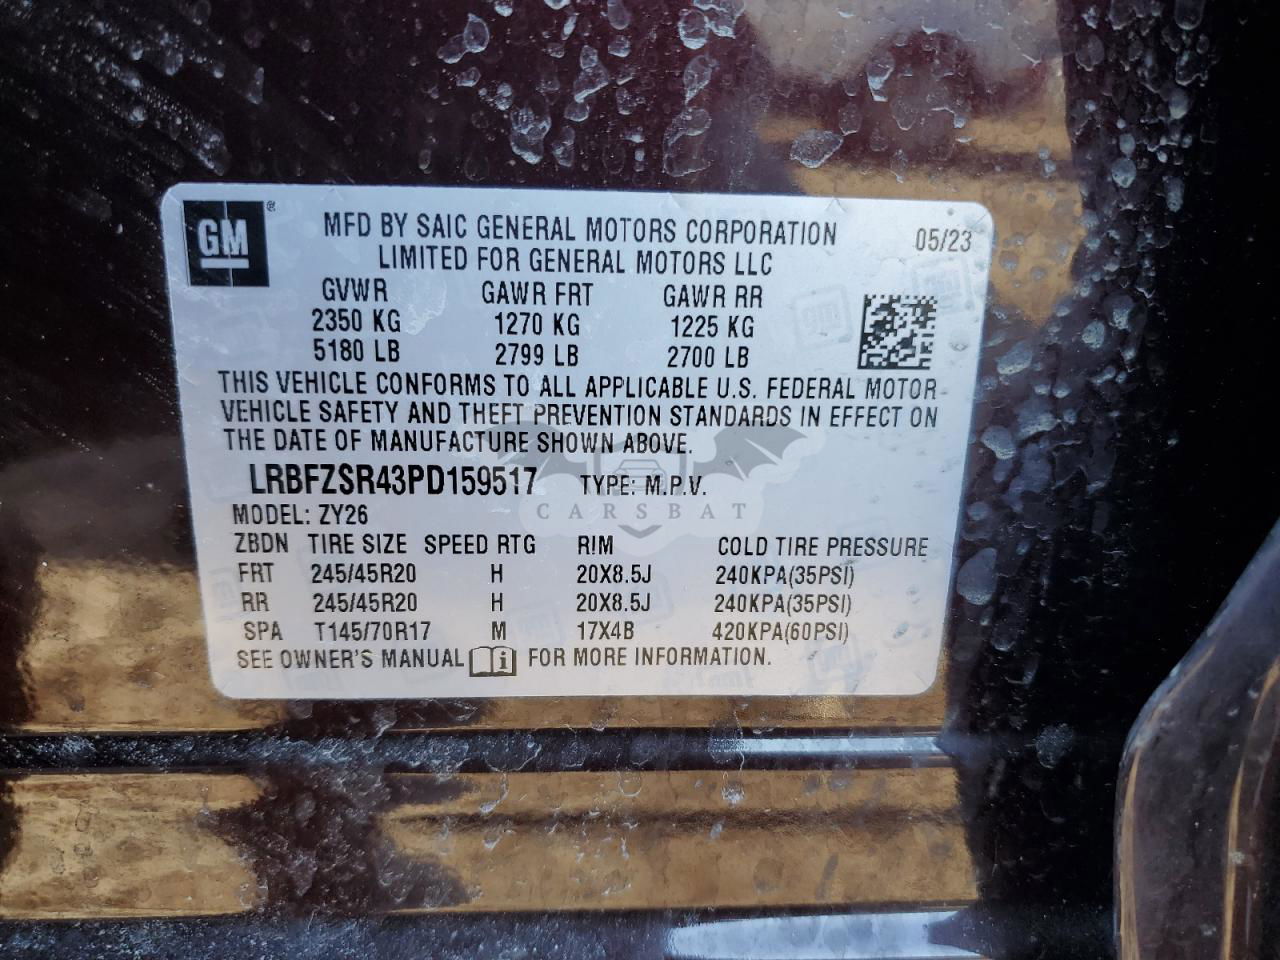 GM ®
MFD BY SAIC GENERAL MOTORS CORPORATION
LIMITED FOR GENERAL MOTORS LLC
05/23
GVWR GAWR FRT GAWR RR
2350 KG 1270 KG 1225 KG
5180 LB 2799 LB 2700 LB
THIS VEHICLE CONFORMS TO ALL APPLICABLE U.S. FEDERAL MOTOR
VEHICLE SAFETY AND THEFT PREVENTION STANDARDS IN EFFECT ON
THE DATE OF MANUFACTURE SHOWN ABOVE.
LRBFZSR43PD159517 TYPE: M.P.V.
CARSBAT
MODEL: ZY26
ZBDN TIRE SIZE SPEED RTG RIM COLD TIRE PRESSURE
FRT 245/45R20 H 20X8.5J 240KPA(35PSI)
RR 245/45R20 H 20X8.5J 240KPA(35PSI)
SPA T145/70R17 M 17X4B 420KPA(60PSI)
SEE OWNER'S MANUAL i FOR MORE INFORMATION.